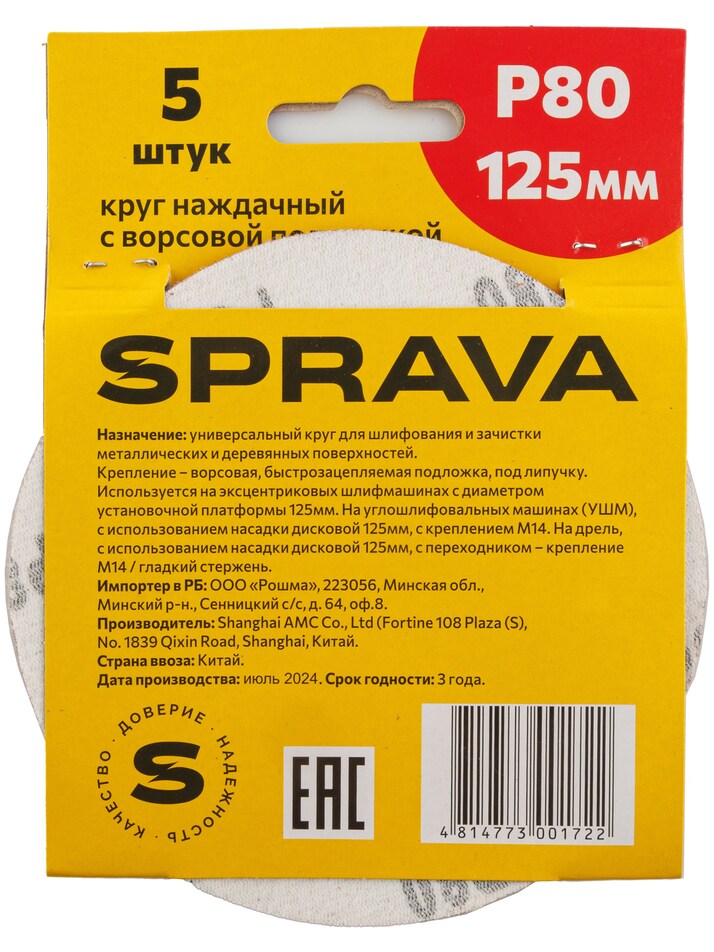 5
штук
P80
125мм
круг наждачный
с ворсовой
SPRAVA
Назначение: универсальный круг для шлифования и зачистки
металлических и деревянных поверхностей.
Крепление – ворсовая, быстрозацепляемая подложка, под липучку.
Используется на эксцентриковых шлифмашинах с диаметром
установочной платформы 125мм. На углошлифовальных машинах (УШМ),
с использованием насадки дисковой 125мм, с креплением М14. На дрель,
с использованием насадки дисковой 125мм, с переходником – крепление
М14 / гладкий стержень.
Импортер в РБ: ООО «Рошма», 223056, Минская обл.,
Минский р-н., Сенницкий с/с, д. 64, оф.8.
Производитель: Shanghai AMC Co., Ltd (Fortine 108 Plaza (S),
No. 1839 Qixin Road, Shanghai, Китай.
Страна ввоза: Китай.
Дата производства: июль 2024. Срок годности: 3 года.
· ДОВЕРИЕ · НАДЕЖНОСТЬ · КАЧЕСТВО
S
EAC
4 814773 001722